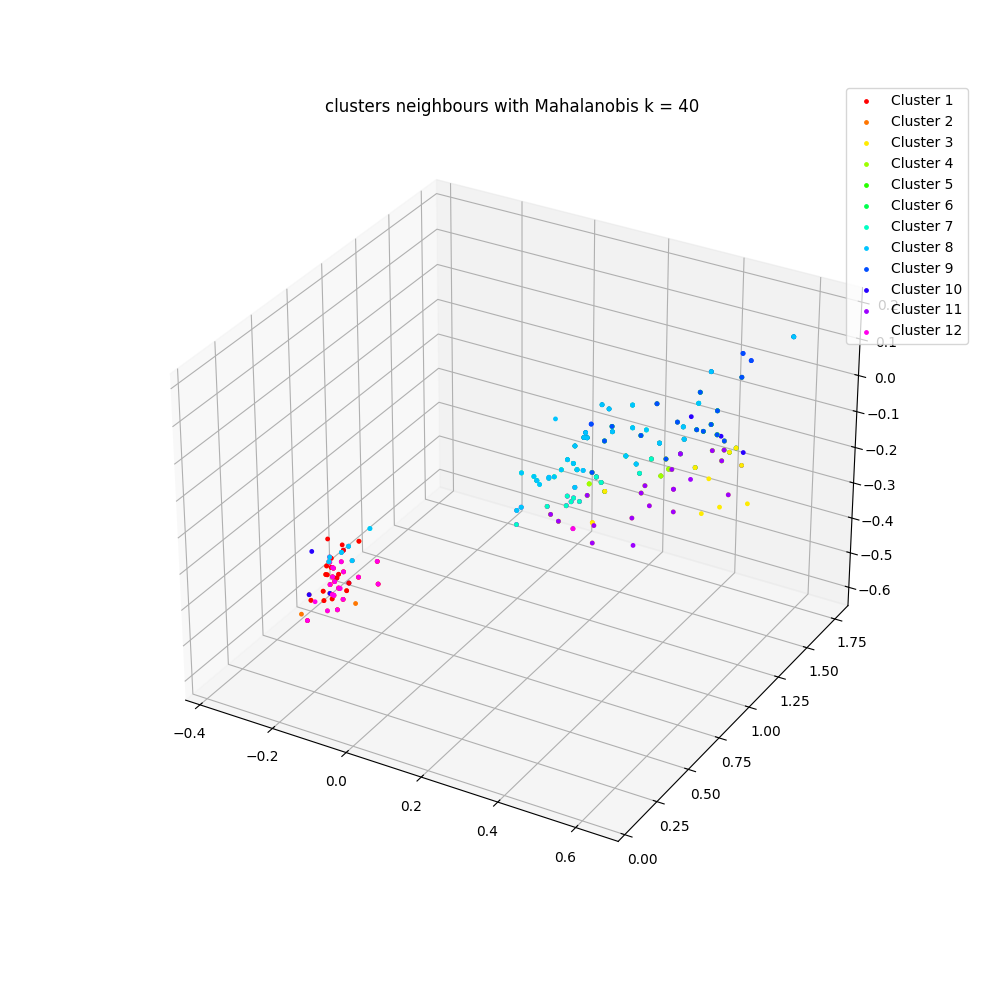 clusters neighbours with Mahalanobis k = 40
Cluster 1
Cluster 2
Cluster 3
Cluster 4
Cluster 5
Cluster 6
Cluster 7
Cluster 8
Cluster 9
Cluster 10
Cluster 11
Cluster 12
0.2
0.1
0.0
−0.1
−0.2
−0.3
−0.4
−0.5
−0.6
1.75
1.50
1.25
1.00
0.75
0.50
0.25
0.00
−0.4
−0.2
0.0
0.2
0.4
0.6